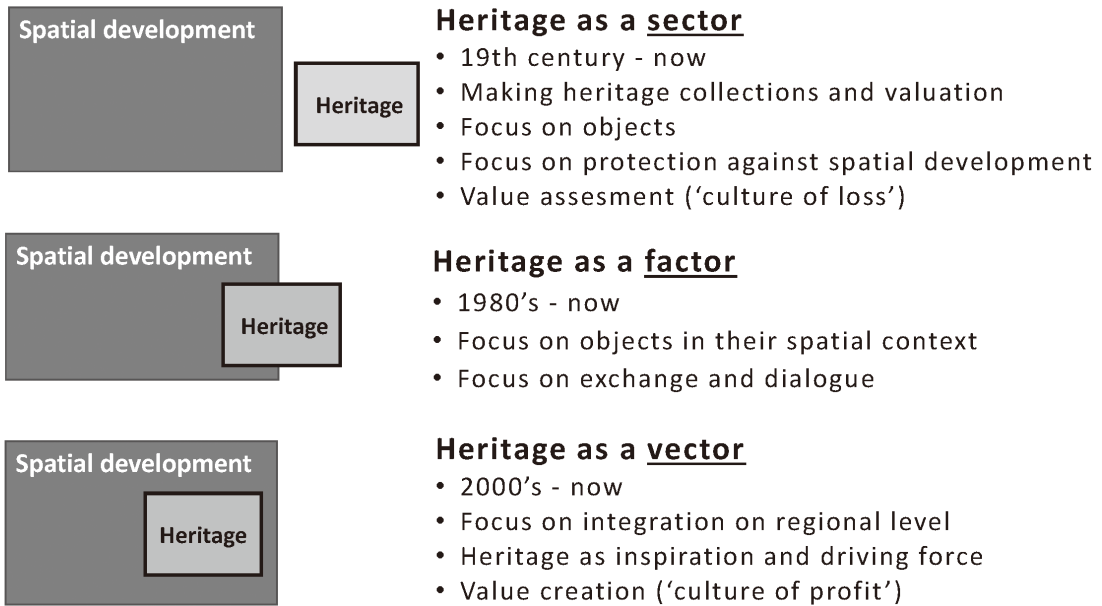 Spatial development
Heritage
Heritage as a sector
• 19th century - now
• Making heritage collections and valuation
• Focus on objects
• Focus on protection against spatial development
• Value assesment (‘culture of loss’)
Spatial development
Heritage
Heritage as a factor
• 1980’s - now
• Focus on objects in their spatial context
• Focus on exchange and dialogue
Spatial development
Heritage
Heritage as a vector
• 2000’s - now
• Focus on integration on regional level
• Heritage as inspiration and driving force
• Value creation (‘culture of profit’)